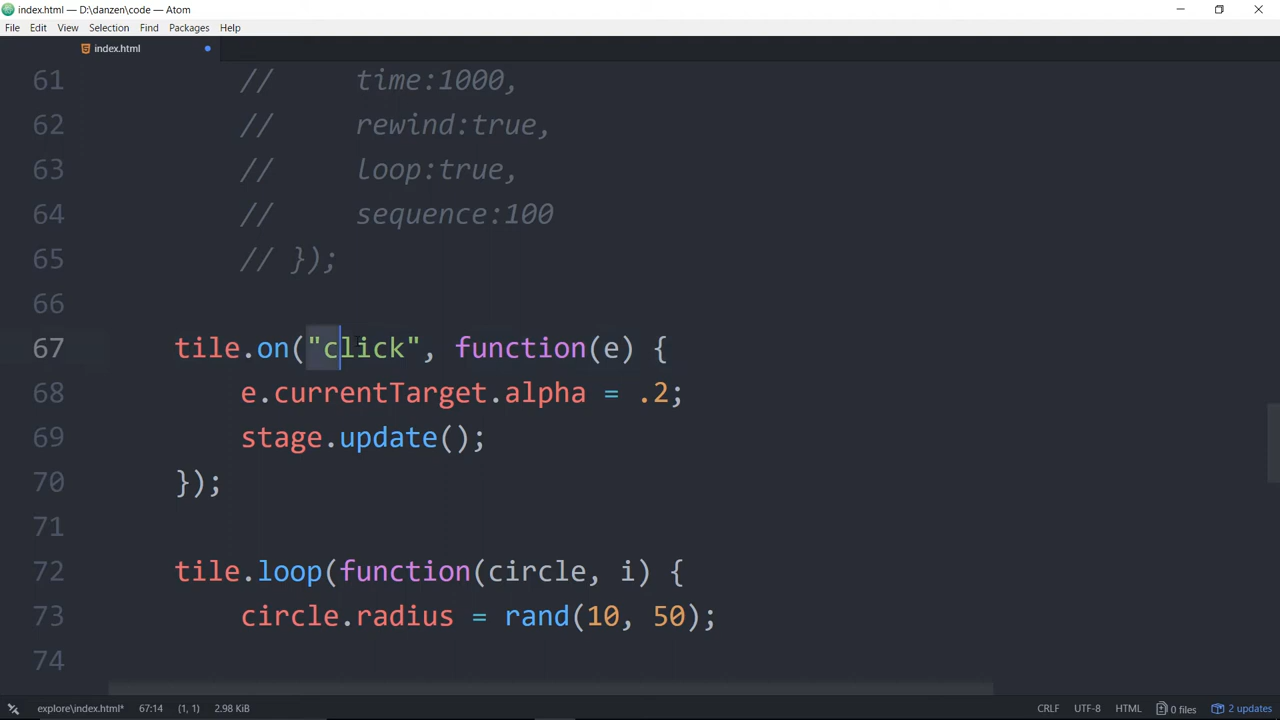 index.html — D:\danzen\code — Atom
File Edit View Selection Find Packages Help
index.html
61 // time:1000,
62 // rewind:true,
63 // loop:true,
64 // sequence:100
65 // });
66
67 tile.on("click", function(e) {
68 e.currentTarget.alpha = .2;
69 stage.update();
70 });
71
72 tile.loop(function(circle, i) {
73 circle.radius = rand(10, 50);
74
explore\index.html* 67:14 (1, 1) 2.98 KiB CRLF UTF-8 HTML 0 files 2 updates